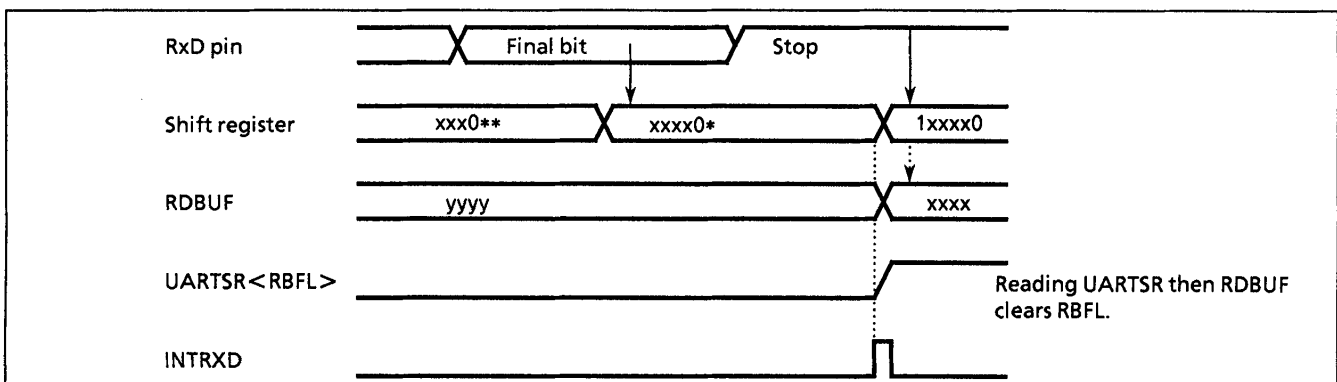 RxD pin
Final bit
Stop
Shift register
xxx0**
xxxx0*
1xxxx0
RDBUF
yyyy
xxxx
UARTSR<RBFL>
Reading UARTSR then RDBUF
clears RBFL.
INTRXD